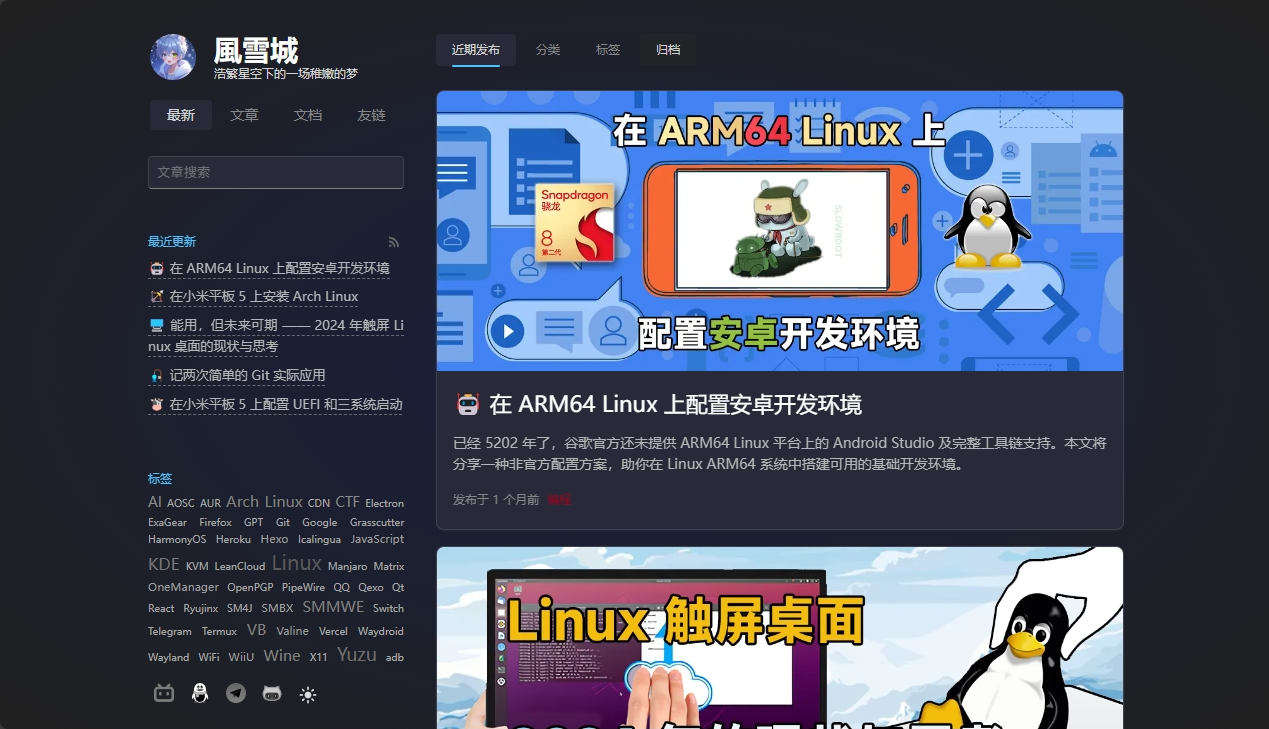 風雪城
浩繁星空下的一场稚嫩的梦
最新 文章 文档 友链
文章搜索
最近更新
在 ARM64 Linux 上配置安卓开发环境
在小米平板 5 上安装 Arch Linux
能用，但未来可期 —— 2024 年触屏 Li
nux 桌面的现状与思考
记两次简单的 Git 实际应用
在小米平板 5 上配置 UEFI 和三系统启动
标签
AI AOSC AUR Arch Linux CDN CTF Electron
ExaGear Firefox GPT Git Google Grasscutter
HarmonyOS Heroku Hexo Icalingua JavaScript
KDE KVM LeanCloud Linux Manjaro Matrix
OneManager OpenPGP PipeWire QQ Qexo Qt
React Ryujinx SM4J SMBX SMMWE Switch
Telegram Termux VB Valine Vercel Waydroid
Wayland WiFi WiiU Wine X11 Yuzu adb
近期发布 分类 标签 归档
在 ARM64 Linux 上
Snapdragon
骁龙
8
第二代
SLOWBOOT
配置安卓开发环境
在 ARM64 Linux 上配置安卓开发环境
已经 5202 年了，谷歌官方还未提供 ARM64 Linux 平台上的 Android Studio 及完整工具链支持。本文将
分享一种非官方配置方案，助你在 Linux ARM64 系统中搭建可用的基础开发环境。
发布于 1 个月前 编程
Linux 触屏桌面